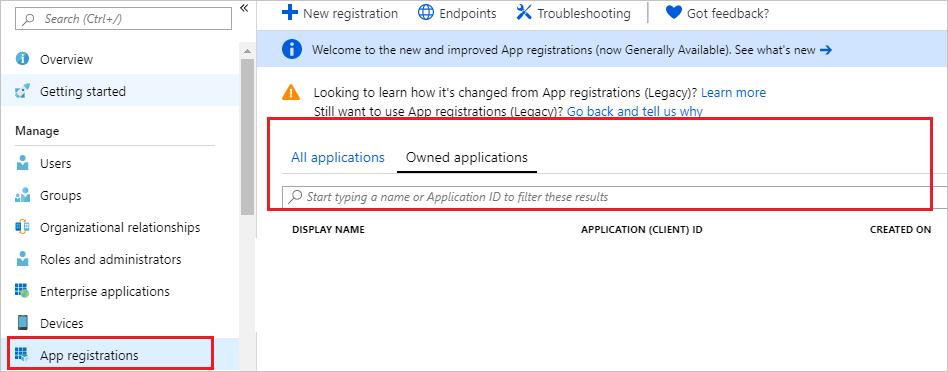 Search (Ctrl+/)
«
Overview
Getting started
Manage
Users
Groups
Organizational relationships
Roles and administrators
Enterprise applications
Devices
App registrations
New registration Endpoints Troubleshooting Got feedback?
Welcome to the new and improved App registrations (now Generally Available). See what's new →
Looking to learn how it's changed from App registrations (Legacy)? Learn more
Still want to use App registrations (Legacy)? Go back and tell us why
All applications Owned applications
Start typing a name or Application ID to filter these results
DISPLAY NAME APPLICATION (CLIENT) ID CREATED ON